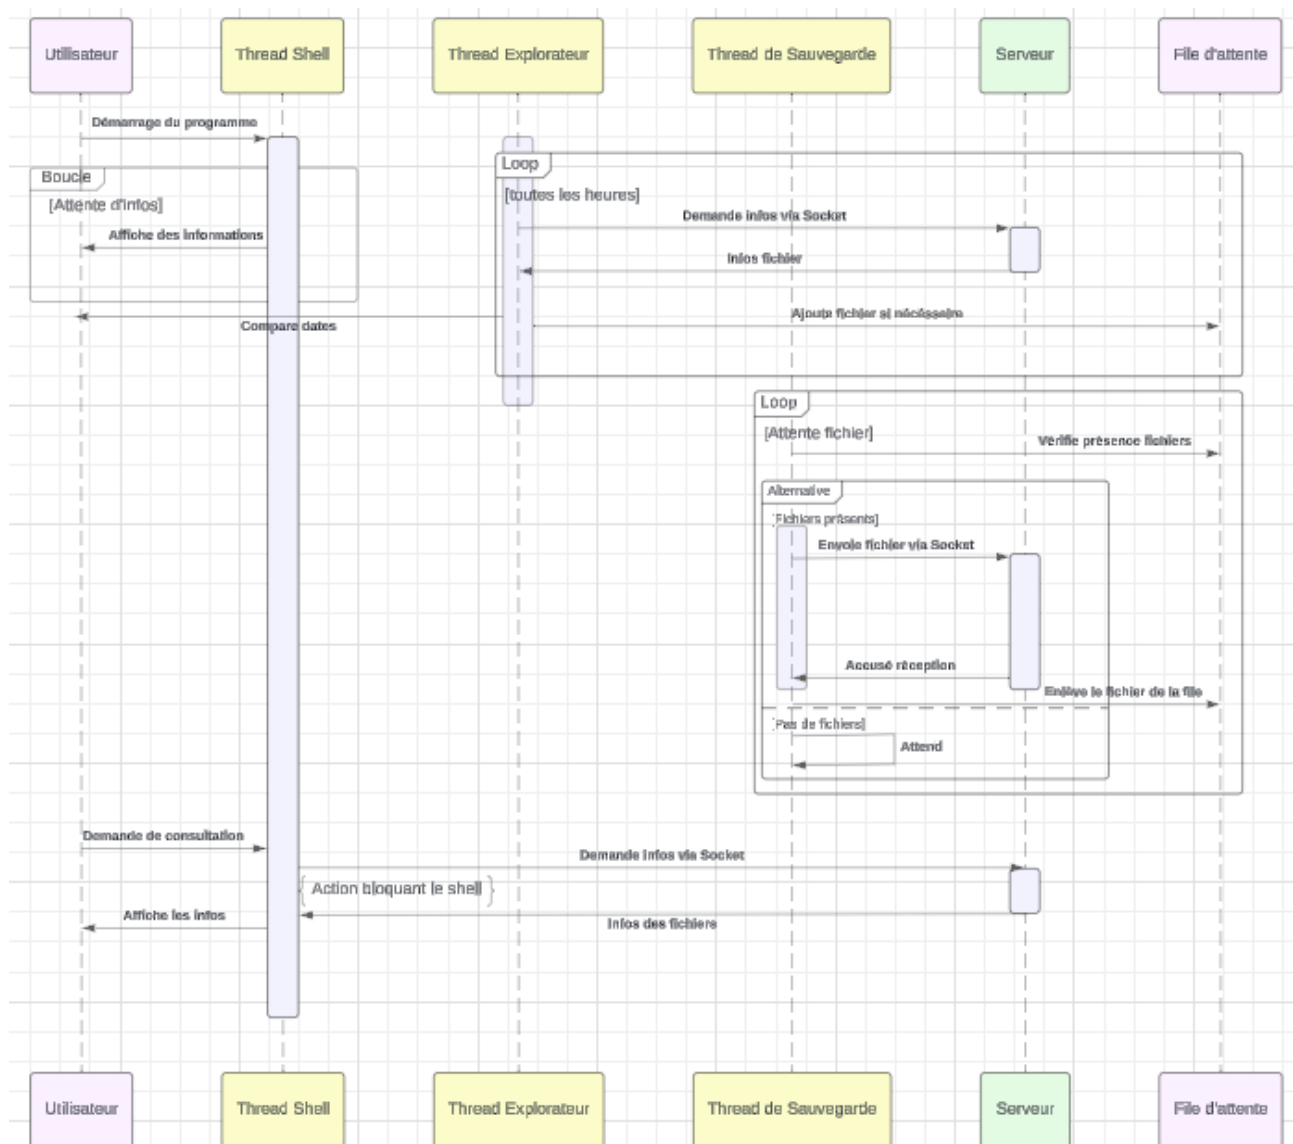 Utilisateur
Thread Shell
Thread Explorateur
Thread de Sauvegarde
Serveur
File d'attente
Démarrage du programme
Boucle
[Attente d'infos]
Affiche des informations
Loop
[toutes les heures]
Demande infos via Socket
Infos fichier
Compare dates
Ajoute fichier si nécéssaire
Loop
[Attente fichier]
Vérifie présence fichiers
Alternative
[Fichiers présents]
Envoie fichier via Socket
Accusé réception
Enlève le fichier de la file
[Pas de fichiers]
Attend
Demande de consultation
Demande infos via Socket
{ Action bloquant le shell }
Affiche les infos
Infos des fichiers
Utilisateur
Thread Shell
Thread Explorateur
Thread de Sauvegarde
Serveur
File d'attente